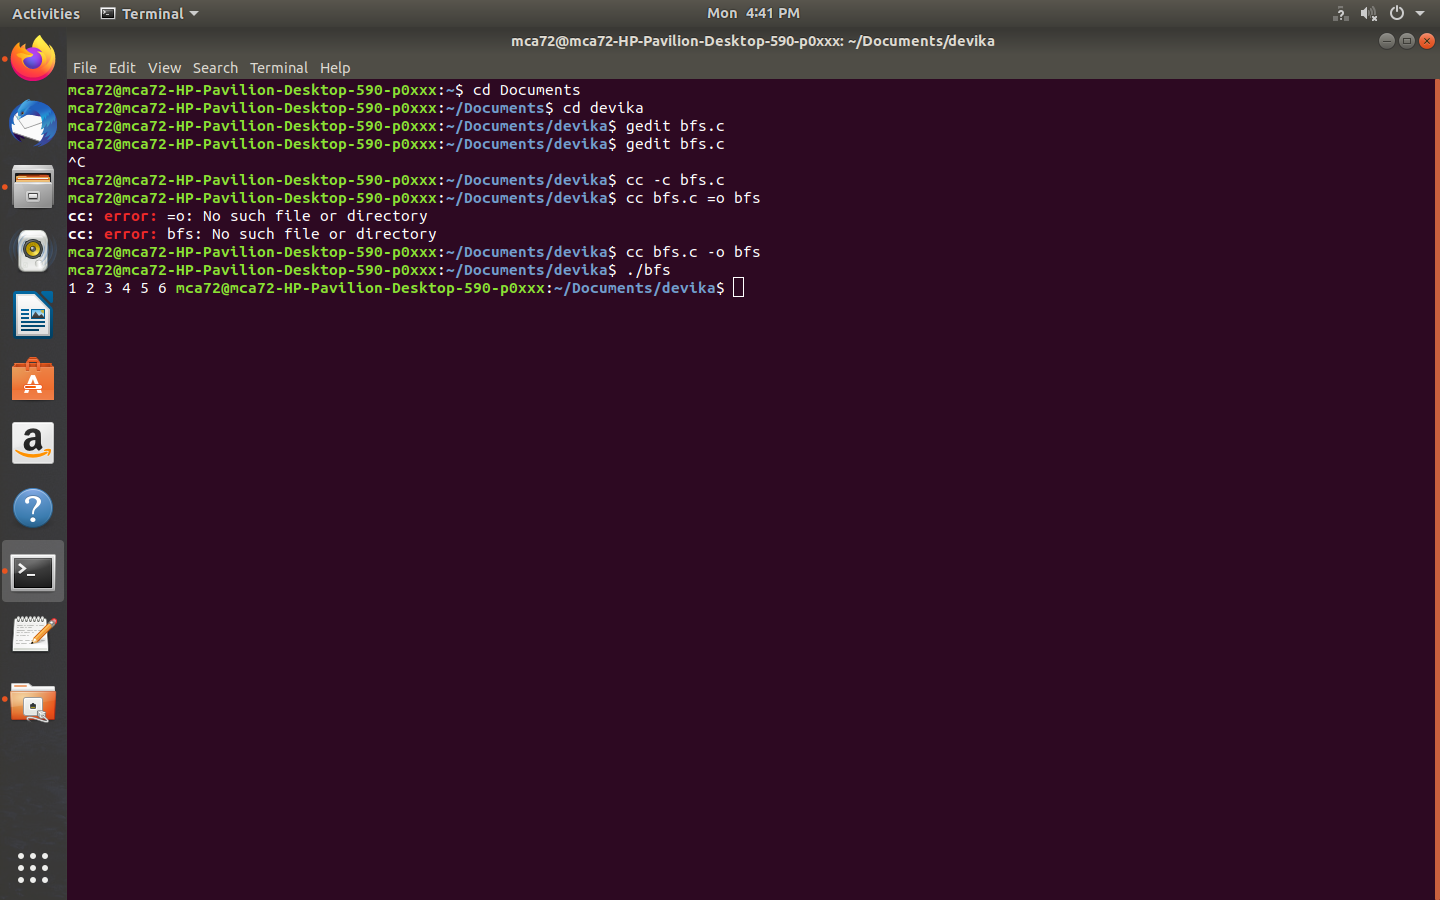 Activities Terminal Mon 4:41 PM
mca72@mca72-HP-Pavilion-Desktop-590-p0xxx: ~/Documents/devika
File Edit View Search Terminal Help
mca72@mca72-HP-Pavilion-Desktop-590-p0xxx:~$ cd Documents
mca72@mca72-HP-Pavilion-Desktop-590-p0xxx:~/Documents$ cd devika
mca72@mca72-HP-Pavilion-Desktop-590-p0xxx:~/Documents/devika$ gedit bfs.c
mca72@mca72-HP-Pavilion-Desktop-590-p0xxx:~/Documents/devika$ gedit bfs.c
^C
mca72@mca72-HP-Pavilion-Desktop-590-p0xxx:~/Documents/devika$ cc -c bfs.c
mca72@mca72-HP-Pavilion-Desktop-590-p0xxx:~/Documents/devika$ cc bfs.c =o bfs
cc: error: =o: No such file or directory
cc: error: bfs: No such file or directory
mca72@mca72-HP-Pavilion-Desktop-590-p0xxx:~/Documents/devika$ cc bfs.c -o bfs
mca72@mca72-HP-Pavilion-Desktop-590-p0xxx:~/Documents/devika$ ./bfs
1 2 3 4 5 6 mca72@mca72-HP-Pavilion-Desktop-590-p0xxx:~/Documents/devika$